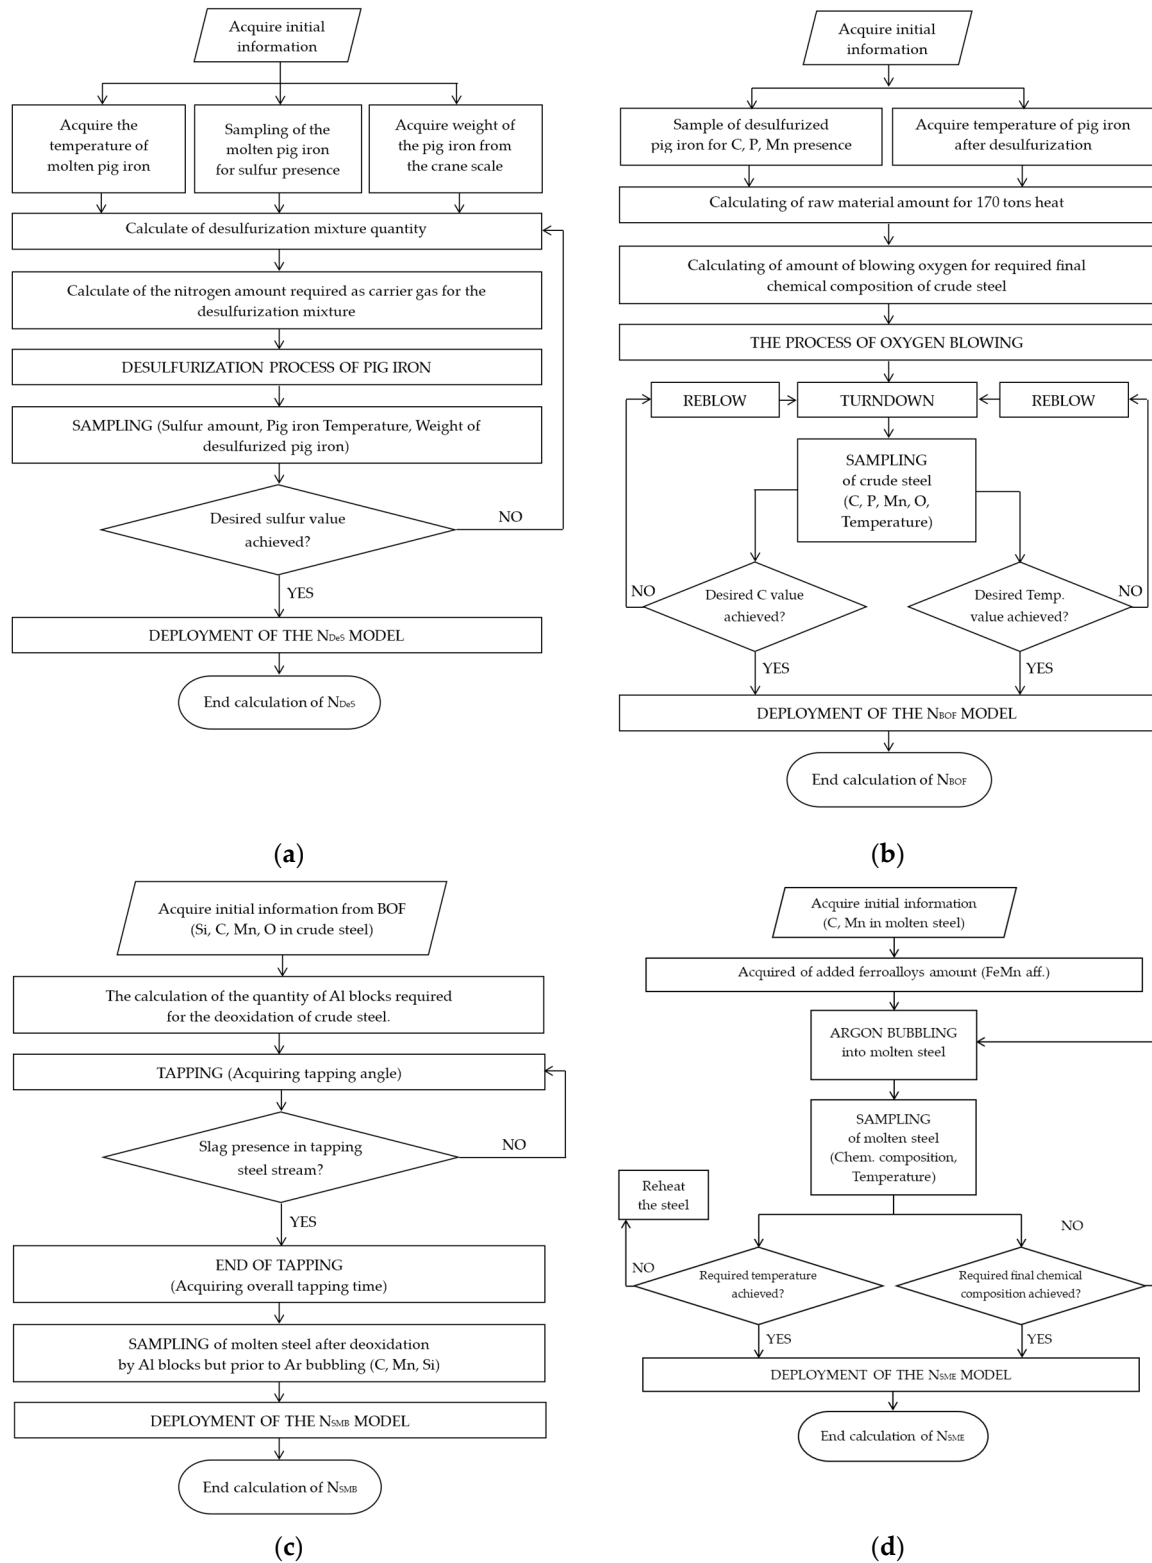 Acquire initial
information
Acquire the
temperature of
molten pig iron
Sampling of the
molten pig iron
for sulfur presence
Acquire weight of
the pig iron from
the crane scale
Calculate of desulfurization mixture quantity
Calculate of the nitrogen amount required as carrier gas for the
desulfurization mixture
DESULFURIZATION PROCESS OF PIG IRON
SAMPLING (Sulfur amount, Pig iron Temperature, Weight of
desulfurized pig iron)
Desired sulfur value
achieved?
NO
YES
DEPLOYMENT OF THE NDeS MODEL
End calculation of NDeS
(a)
Acquire initial
information
Sample of desulfurized
pig iron for C, P, Mn presence
Acquire temperature of pig iron
after desulfurization
Calculating of raw material amount for 170 tons heat
Calculating of amount of blowing oxygen for required final
chemical composition of crude steel
THE PROCESS OF OXYGEN BLOWING
REBLOW
TURNDOWN
REBLOW
SAMPLING
of crude steel
(C, P, Mn, O,
Temperature)
NO
Desired C value
achieved?
Desired Temp.
value achieved?
NO
YES
YES
DEPLOYMENT OF THE NBOF MODEL
End calculation of NBOF
(b)
Acquire initial information from BOF
(Si, C, Mn, O in crude steel)
The calculation of the quantity of Al blocks required
for the deoxidation of crude steel.
TAPPING (Acquiring tapping angle)
Slag presence in tapping
steel stream?
NO
YES
END OF TAPPING
(Acquiring overall tapping time)
SAMPLING of molten steel after deoxidation
by Al blocks but prior to Ar bubbling (C, Mn, Si)
DEPLOYMENT OF THE NSMB MODEL
End calculation of NSMB
(c)
Acquire initial information
(C, Mn in molten steel)
Acquired of added ferroalloys amount (FeMn aff.)
ARGON BUBBLING
into molten steel
SAMPLING
of molten steel
(Chem. composition,
Temperature)
Reheat
the steel
NO
NO
Required temperature
achieved?
Required final chemical
composition achieved?
YES
YES
DEPLOYMENT OF THE NSME MODEL
End calculation of NSME
(d)